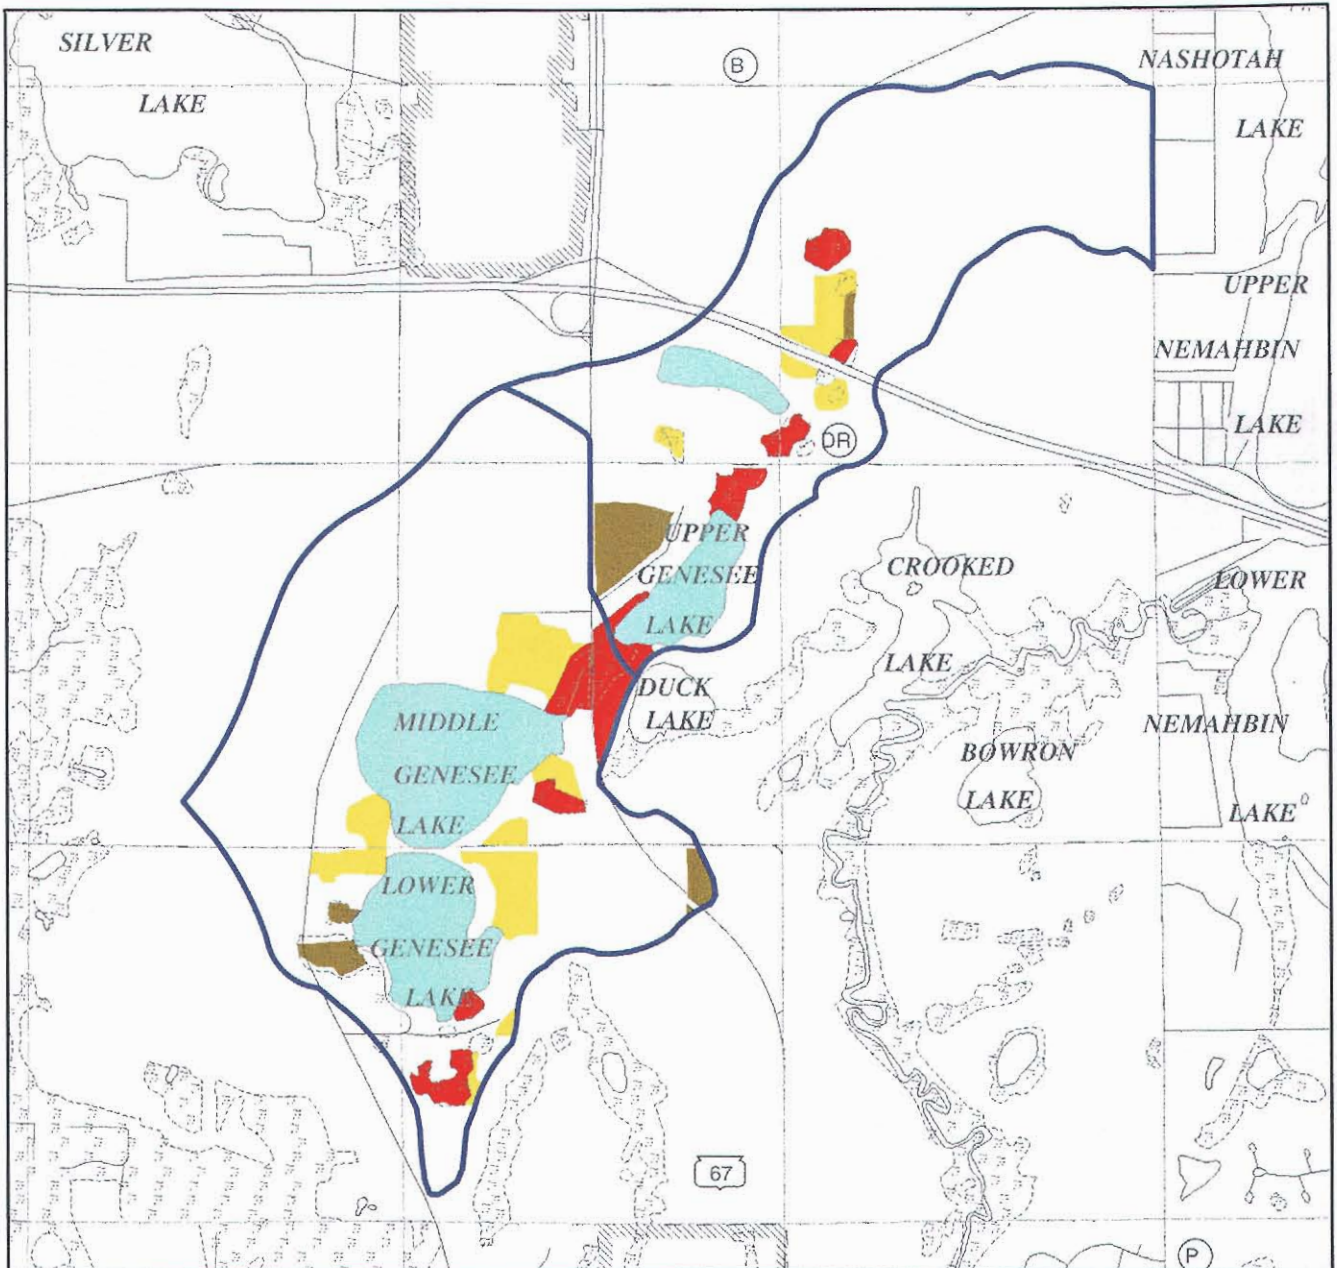 SILVER
LAKE
B
NASHOTAH
LAKE
UPPER
NEMAHBIN
LAKE
DR
UPPER
GENESEE
LAKE
CROOKED
LAKE
LOWER
NEMAHBIN
LAKE
DUCK
LAKE
BOWRON
LAKE
MIDDLE
GENESEE
LAKE
LOWER
GENESEE
LAKE
67
P